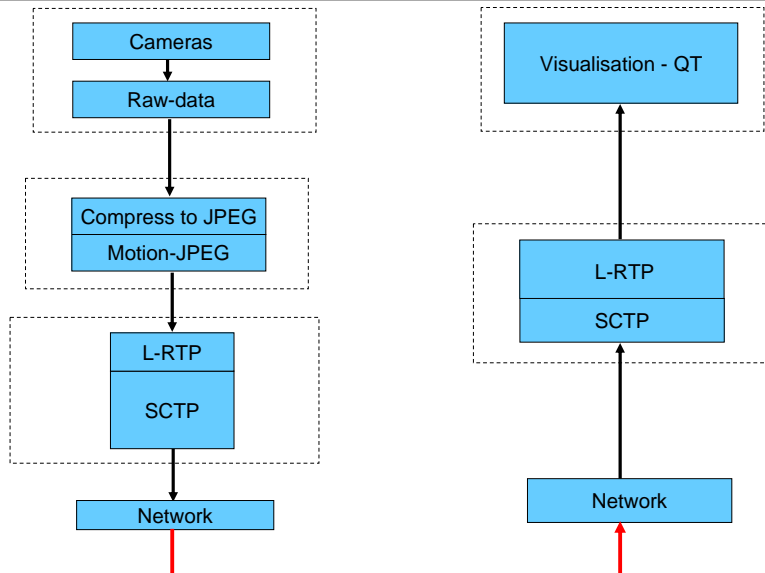 Cameras
Raw-data
Compress to JPEG
Motion-JPEG
L-RTP
SCTP
Network
Visualisation - QT
L-RTP
SCTP
Network